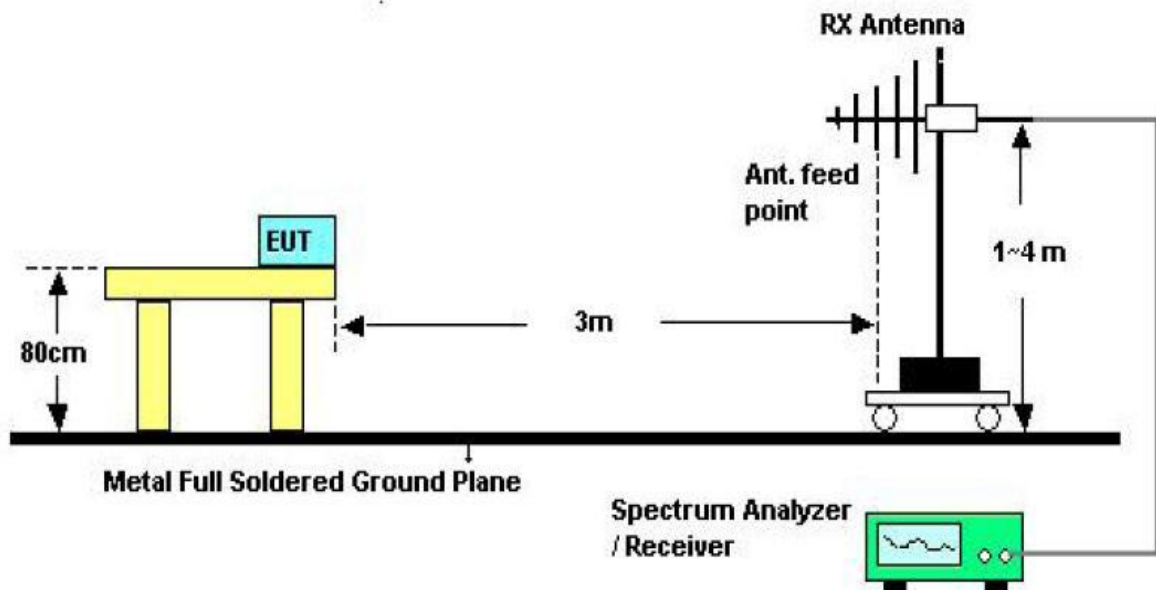 RX Antenna
Ant. feed
point
EUT
1~4 m
3m
80cm
Metal Full Soldered Ground Plane
Spectrum Analyzer
/ Receiver